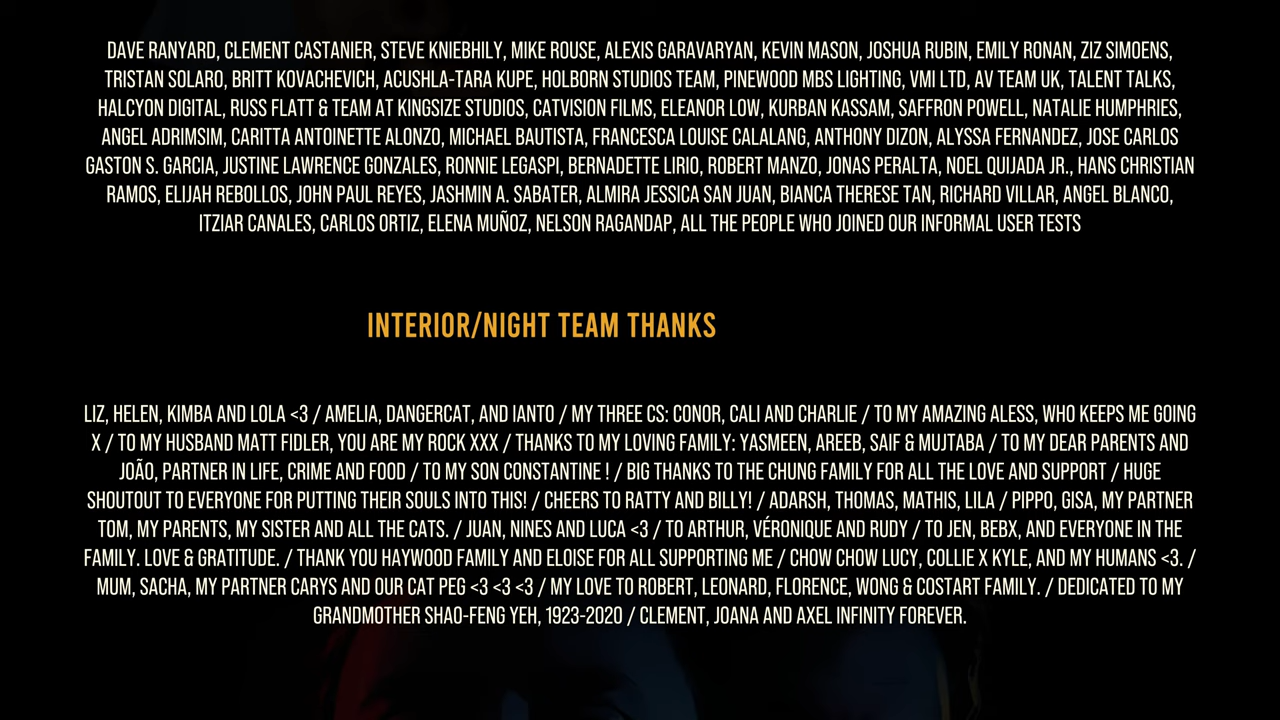 DAVE RANYARD, CLEMENT CASTANIER, STEVE KNIEBHILY, MIKE ROUSE, ALEXIS GARAVARYAN, KEVIN MASON, JOSHUA RUBIN, EMILY RONAN, ZIZ SIMOENS,
TRISTAN SOLARO, BRITT KOVACHEVICH, ACUSHLA-TARA KUPE, HOLBORN STUDIOS TEAM, PINEWOOD MBS LIGHTING, VMI LTD, AV TEAM UK, TALENT TALKS,
HALCYON DIGITAL, RUSS FLATT & TEAM AT KINGSIZE STUDIOS, CATVISION FILMS, ELEANOR LOW, KURBAN KASSAM, SAFFRON POWELL, NATALIE HUMPHRIES,
ANGEL ADRIMSIM, CARITTA ANTOINETTE ALONZO, MICHAEL BAUTISTA, FRANCESCA LOUISE CALALANG, ANTHONY DIZON, ALYSSA FERNANDEZ, JOSE CARLOS
GASTON S. GARCIA, JUSTINE LAWRENCE GONZALES, RONNIE LEGASPI, BERNADETTE LIRIO, ROBERT MANZO, JONAS PERALTA, NOEL QUIJADA JR., HANS CHRISTIAN
RAMOS, ELIJAH REBOLLOS, JOHN PAUL REYES, JASHMIN A. SABATER, ALMIRA JESSICA SAN JUAN, BIANCA THERESE TAN, RICHARD VILLAR, ANGEL BLANCO,
ITZIAR CANALES, CARLOS ORTIZ, ELENA MUÑOZ, NELSON RAGANDAP, ALL THE PEOPLE WHO JOINED OUR INFORMAL USER TESTS
INTERIOR/NIGHT TEAM THANKS
LIZ, HELEN, KIMBA AND LOLA <3 / AMELIA, DANGERCAT, AND IANTO / MY THREE CS: CONOR, CALI AND CHARLIE / TO MY AMAZING ALESS, WHO KEEPS ME GOING
X / TO MY HUSBAND MATT FIDLER, YOU ARE MY ROCK XXX / THANKS TO MY LOVING FAMILY: YASMEEN, AREEB, SAIF & MUJTABA / TO MY DEAR PARENTS AND
JOÃO, PARTNER IN LIFE, CRIME AND FOOD / TO MY SON CONSTANTINE ! / BIG THANKS TO THE CHUNG FAMILY FOR ALL THE LOVE AND SUPPORT / HUGE
SHOUTOUT TO EVERYONE FOR PUTTING THEIR SOULS INTO THIS! / CHEERS TO RATTY AND BILLY! / ADARSH, THOMAS, MATHIS, LILA / PIPPO, GISA, MY PARTNER
TOM, MY PARENTS, MY SISTER AND ALL THE CATS. / JUAN, NINES AND LUCA <3 / TO ARTHUR, VÉRONIQUE AND RUDY / TO JEN, BEBX, AND EVERYONE IN THE
FAMILY. LOVE & GRATITUDE. / THANK YOU HAYWOOD FAMILY AND ELOISE FOR ALL SUPPORTING ME / CHOW CHOW LUCY, COLLIE X KYLE, AND MY HUMANS <3. /
MUM, SACHA, MY PARTNER CARYS AND OUR CAT PEG <3 <3 <3 / MY LOVE TO ROBERT, LEONARD, FLORENCE, WONG & COSTART FAMILY. / DEDICATED TO MY
GRANDMOTHER SHAO-FENG YEH, 1923-2020 / CLEMENT, JOANA AND AXEL INFINITY FOREVER.